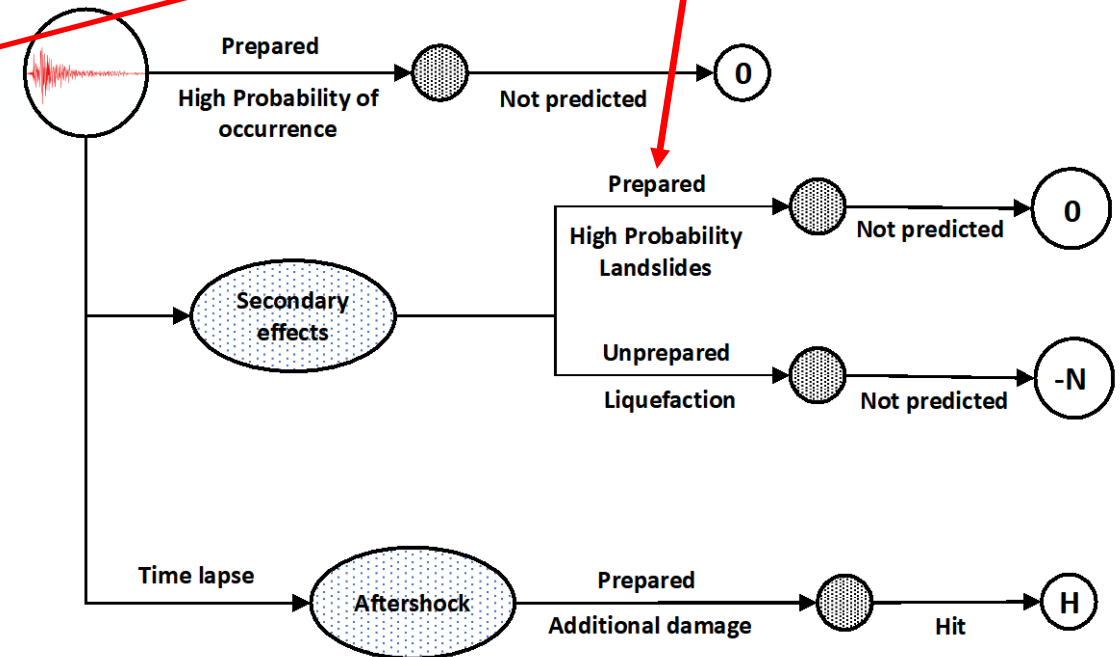 Prepared
High Probability of
occurrence
Not predicted
0
Prepared
High Probability
Landslides
Not predicted
0
Secondary
effects
Unprepared
Liquefaction
Not predicted
-N
Time lapse
Aftershock
Prepared
Additional damage
Hit
H